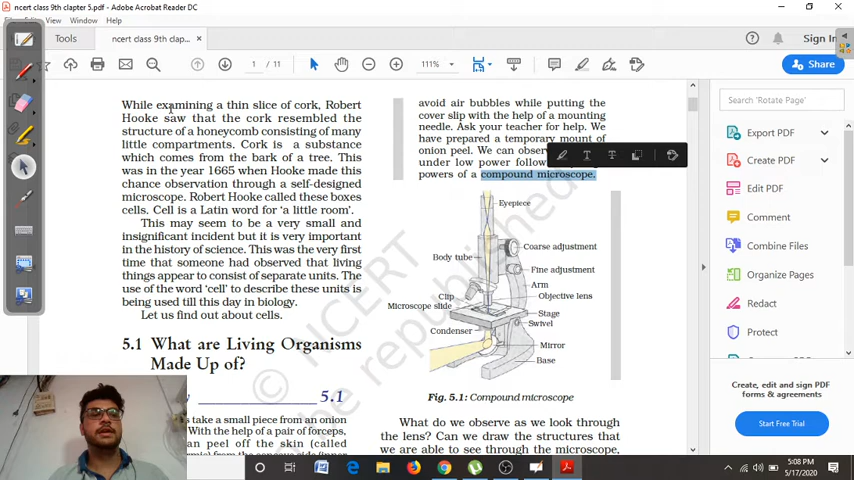 ncert class 9th clapter 5.pdf - Adobe Acrobat Reader DC
View Window Help
Tools
ncert class 9th clap...
Sign In
1 / 11
111%
Share
While examining a thin slice of cork, Robert
Hooke saw that the cork resembled the
structure of a honeycomb consisting of many
little compartments. Cork is a substance
which comes from the bark of a tree. This
was in the year 1665 when Hooke made this
chance observation through a self-designed
microscope. Robert Hooke called these boxes
cells. Cell is a Latin word for 'a little room'.
This may seem to be a very small and
insignificant incident but it is very important
in the history of science. This was the very first
time that someone had observed that living
things appear to consist of separate units. The
use of the word 'cell' to describe these units is
being used till this day in biology.
Let us find out about cells.
5.1 What are Living Organisms
Made Up of?
5.1
take a small piece from an onion
With the help of a pair of forceps,
an peel off the skin (called
avoid air bubbles while putting the
cover slip with the help of a mounting
needle. Ask your teacher for help. We
have prepared a temporary mount of
onion peel. We can obser
under low power follow
powers of a compound microscope.
Eyepiece
Coarse adjustment
Body tube
Fine adjustment
Arm
Clip
Objective lens
Microscope slide
Stage
Swivel
Condenser
Mirror
Base
© NCERT
be republished
Fig. 5.1: Compound microscope
What do we observe as we look through
the lens? Can we draw the structures that
we are able to see through the microscope,
Search 'Rotate Page'
Export PDF
Create PDF
Edit PDF
Comment
Combine Files
Organize Pages
Redact
Protect
Create, edit and sign PDF
forms & agreements
Start Free Trial
5:08 PM
5/17/2020